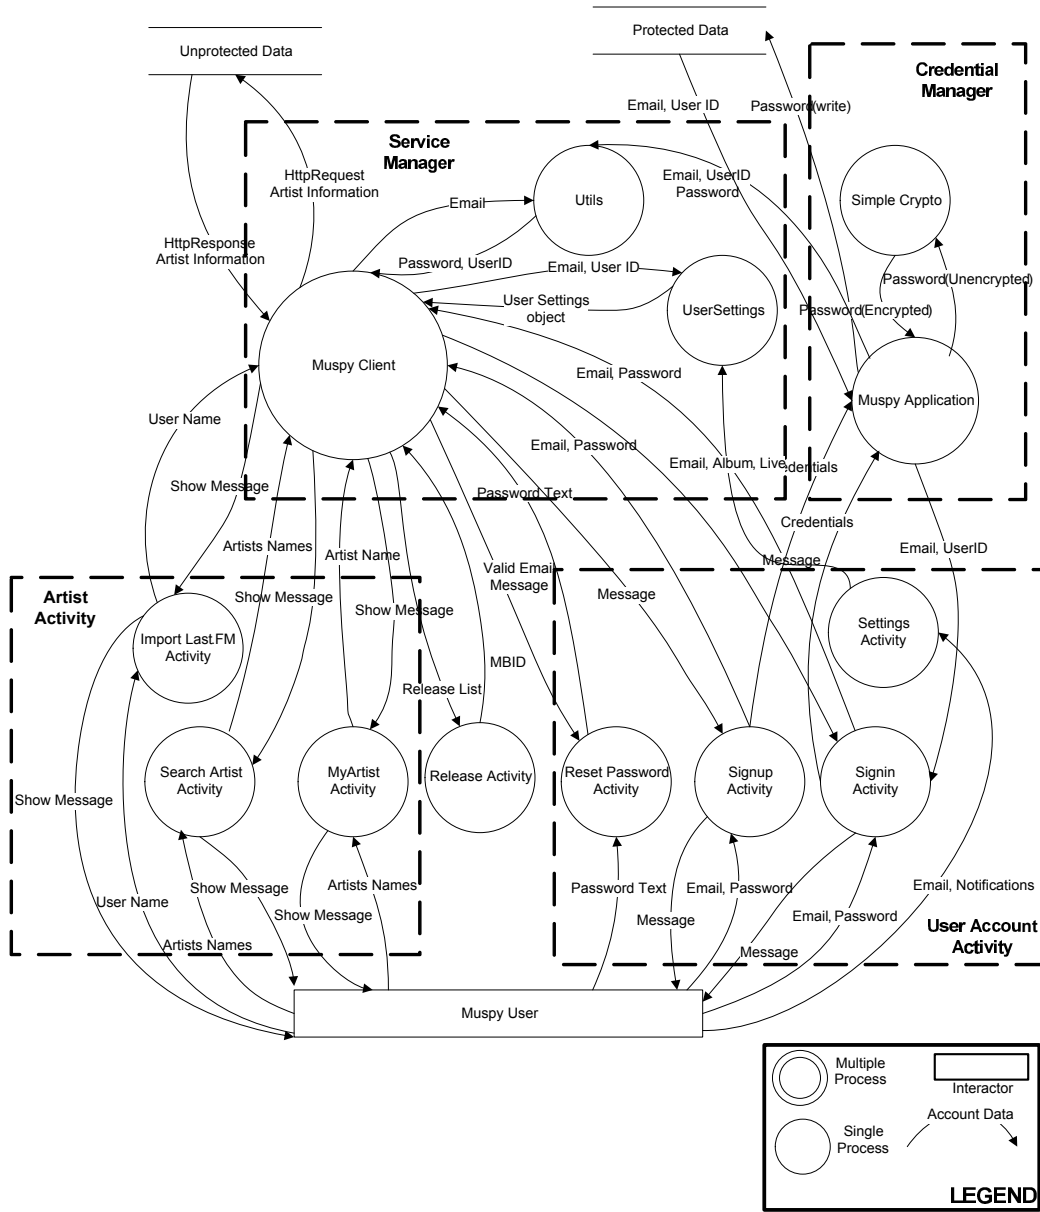 Unprotected Data
Protected Data
Credential
Manager
Email, User ID
Password(write)
Service
Manager
HttpRequest
Artist Information
Email, UserID
Password
Utils
Simple Crypto
Email
HttpResponse
Artist Information
Password, UserID
Email, User ID
Password(Unencrypted)
User Settings
object
UserSettings
Password(Encrypted)
Muspy Client
Email, Password
Muspy Application
User Name
Email, Password
Email, Album, Live
edentials
Show Message
Password Text
Credentials
Artists Names
Artist Name
Email, UserID
Message
Valid Email
Message
Show Message
Show Message
Message
Artist
Activity
Import Last.FM
Activity
Settings
Activity
MBID
Release List
Search Artist
Activity
MyArtist
Activity
Release Activity
Reset Password
Activity
Signup
Activity
Signin
Activity
Show Message
Show Message
Artists Names
Password Text
Email, Password
Email, Notifications
User Name
Show Message
Message
Email, Password
User Account
Activity
Artists Names
Message
Muspy User
Multiple
Process
Interactor
Account Data
Single
Process
LEGEND